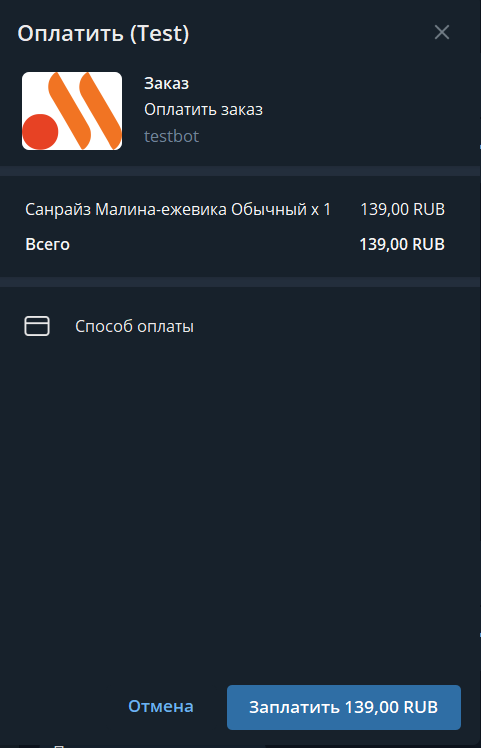 Оплатить (Test)
Заказ
Оплатить заказ
testbot
Санрайз Малина-ежевика Обычный x 1 139,00 RUB
Всего 139,00 RUB
Способ оплаты
Отмена Заплатить 139,00 RUB